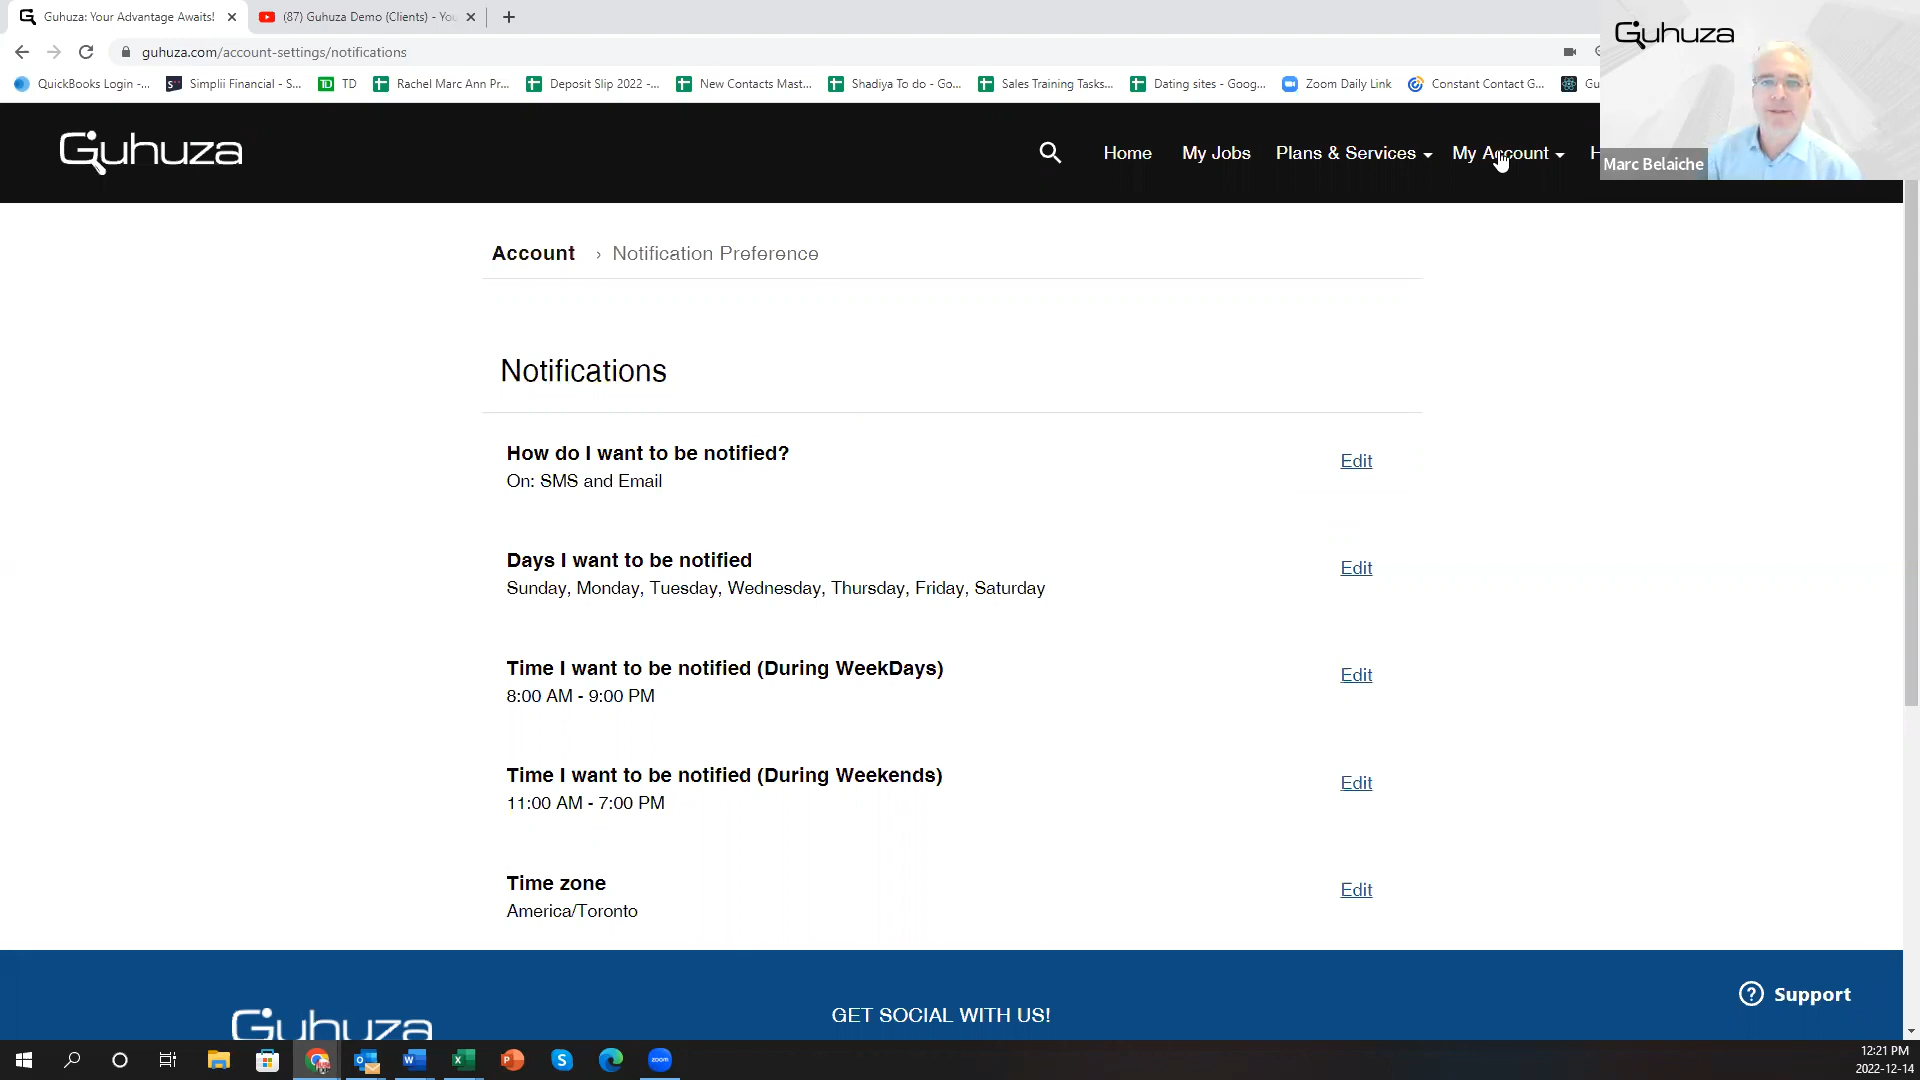 Guhuza: Your Advantage Awaits!
(87) Guhuza Demo (Clients) - You
guhuza.com/account-settings/notifications
QuickBooks Login -...
Simplii Financial - S...
TD TD
Rachel Marc Ann Pr...
Deposit Slip 2022 -...
New Contacts Mast...
Shadiya To do - Go...
Sales Training Tasks...
Dating sites - Goog...
Zoom Daily Link
Constant Contact G...
Gu
Guhuza
Marc Belaiche
Guhuza
Home
My Jobs
Plans & Services
My Account
H
Account › Notification Preference
Notifications
How do I want to be notified?
On: SMS and Email
Edit
Days I want to be notified
Sunday, Monday, Tuesday, Wednesday, Thursday, Friday, Saturday
Edit
Time I want to be notified (During WeekDays)
8:00 AM - 9:00 PM
Edit
Time I want to be notified (During Weekends)
11:00 AM - 7:00 PM
Edit
Time zone
America/Toronto
Edit
Guhuza
GET SOCIAL WITH US!
? Support
zoom
12:21 PM
2022-12-14